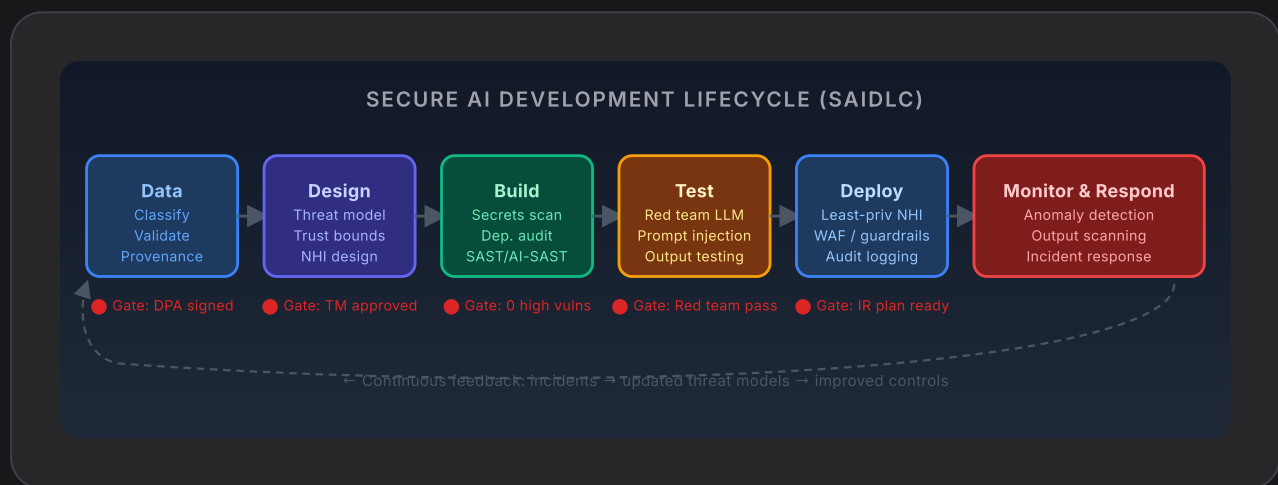 SECURE AI DEVELOPMENT LIFECYCLE (SAIDLC)
Data
Classify
Validate
Provenance
Design
Threat model
Trust bounds
NHI design
Build
Secrets scan
Dep. audit
SAST/AI-SAST
Test
Red team LLM
Prompt injection
Output testing
Deploy
Least-priv NHI
WAF / guardrails
Audit logging
Monitor & Respond
Anomaly detection
Output scanning
Incident response
Gate: DPA signed
Gate: TM approved
Gate: 0 high vulns
Gate: Red team pass
Gate: IR plan ready
← Continuous feedback: incidents → updated threat models → improved controls